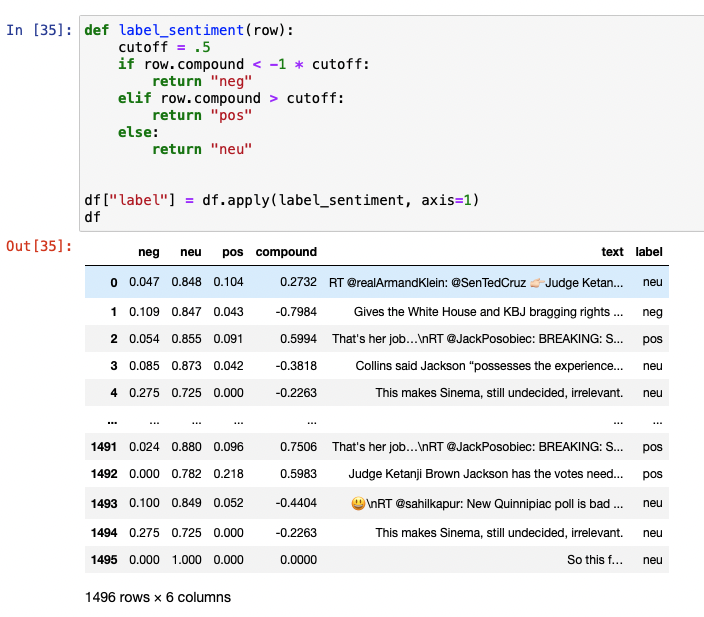 In [35]: def label_sentiment(row):
    cutoff = .5
    if row.compound < -1 * cutoff:
        return "neg"
    elif row.compound > cutoff:
        return "pos"
    else:
        return "neu"
df["label"] = df.apply(label_sentiment, axis=1)
df
Out[35]:
neg neu pos compound text label
0 0.047 0.848 0.104 0.2732 RT @realArmandKlein: @SenTedCruz 👉🏻Judge Ketan... neu
1 0.109 0.847 0.043 -0.7984 Gives the White House and KBJ bragging rights ... neg
2 0.054 0.855 0.091 0.5994 That's her job…\nRT @JackPosobiec: BREAKING: S... pos
3 0.085 0.873 0.042 -0.3818 Collins said Jackson “possesses the experience... neu
4 0.275 0.725 0.000 -0.2263 This makes Sinema, still undecided, irrelevant. neu
... ... ... ... ... ... ...
1491 0.024 0.880 0.096 0.7506 That's her job…\nRT @JackPosobiec: BREAKING: S... pos
1492 0.000 0.782 0.218 0.5983 Judge Ketanji Brown Jackson has the votes need... pos
1493 0.100 0.849 0.052 -0.4404 😃\nRT @sahilkapur: New Quinnipiac poll is bad ... neu
1494 0.275 0.725 0.000 -0.2263 This makes Sinema, still undecided, irrelevant. neu
1495 0.000 1.000 0.000 0.0000 So this f… neu
1496 rows × 6 columns